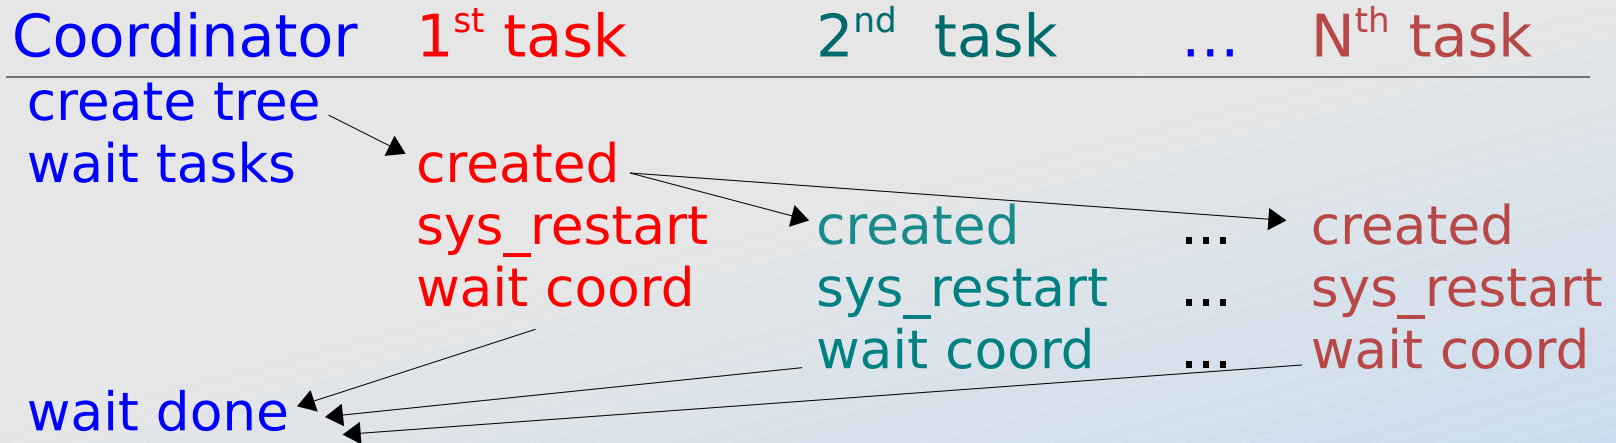 Coordinator 1st task 2nd task ... Nth task
create tree
wait tasks created
sys_restart created ... created
wait coord sys_restart ... sys_restart
wait coord ... wait coord
wait done